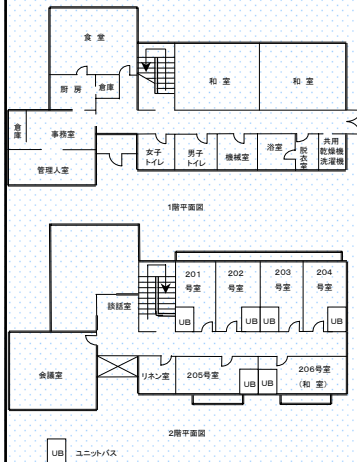 食 堂
厨 房
倉庫
和 室
和 室
倉庫
事務室
管理人室
女子
トイレ
男子
トイレ
機械室
浴室
脱
衣
室
共用
乾燥機
洗濯機
1階平面図
談話室
201
号室
202
号室
203
号室
204
号室
UB
UB
UB
UB
会議室
リネン室
205号室
UB
UB
206号室
(和 室)
2階平面図
UB
ユニットバス